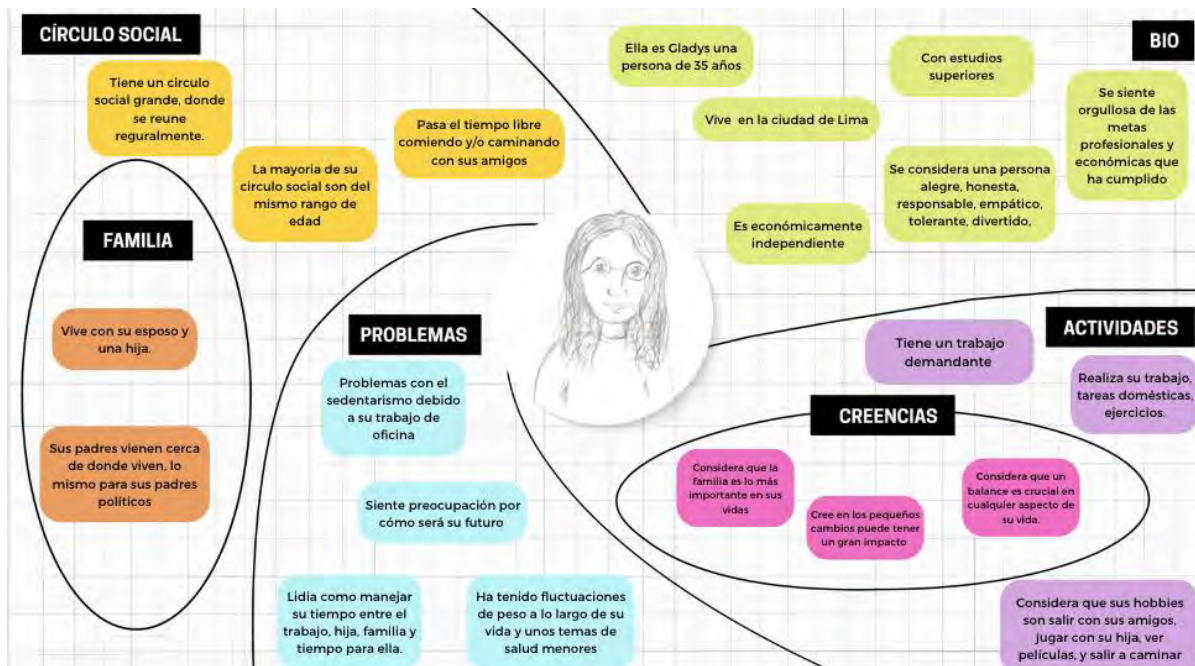 CÍRCULO SOCIAL
Tiene un circulo
social grande, donde
se reune
reguralmente.
La mayoria de su
circulo social son del
mismo rango de
edad
Pasa el tiempo libre
comiendo y/o caminando
con sus amigos
FAMILIA
Vive con su esposo y
una hija.
Sus padres vienen cerca
de donde viven, lo
mismo para sus padres
políticos
PROBLEMAS
Problemas con el
sedentarismo debido
a su trabajo de
oficina
Siente preocupación por
cómo será su futuro
Lidia como manejar
su tiempo entre el
trabajo, hija, familia y
tiempo para ella.
Ha tenido fluctuaciones
de peso a lo largo de su
vida y unos temas de
salud menores
BIO
Ella es Gladys una
persona de 35 años
Con estudios
superiores
Vive en la ciudad de Lima
Se siente
orgullosa de las
metas
profesionales y
económicas que
ha cumplido
Se considera una persona
alegre, honesta,
responsable, empático,
tolerante, divertido,
Es económicamente
independiente
ACTIVIDADES
Tiene un trabajo
demandante
Realiza su trabajo,
tareas domésticas,
ejercicios.
CREENCIAS
Considera que la
familia es lo más
importante en sus
vidas
Cree en los pequeños
cambios puede tener
un gran impacto
Considera que un
balance es crucial en
cualquier aspecto de
su vida.
Considera que sus hobbies
son salir con sus amigos,
jugar con su hija, ver
películas, y salir a caminar